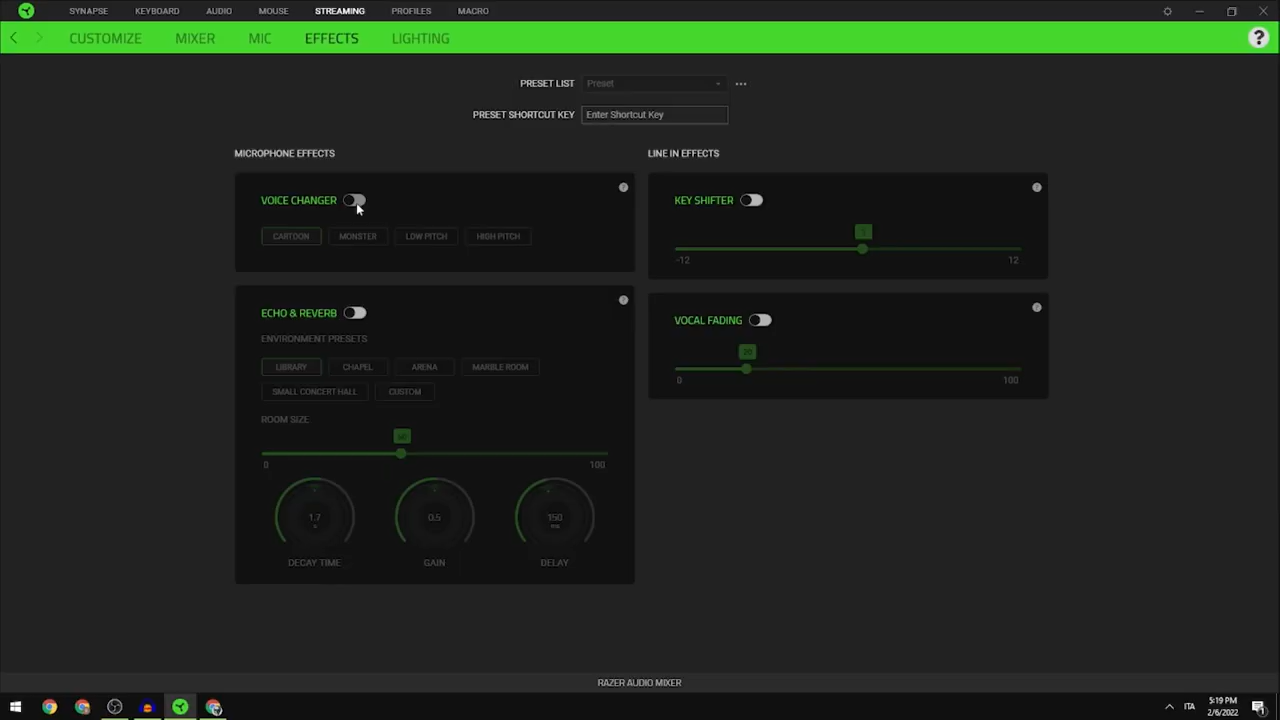 SYNAPSE KEYBOARD AUDIO MOUSE STREAMING PROFILES MACRO
CUSTOMIZE MIXER MIC EFFECTS LIGHTING ?
PRESET LIST Preset
PRESET SHORTCUT KEY Enter Shortcut Key
MICROPHONE EFFECTS
VOICE CHANGER ?
CARTOON MONSTER LOW PITCH HIGH PITCH
ECHO & REVERB ?
ENVIRONMENT PRESETS
LIBRARY CHAPEL ARENA MARBLE ROOM
SMALL CONCERT HALL CUSTOM
ROOM SIZE
0 100
1.7 0.5 150
DECAY TIME GAIN DELAY
LINE IN EFFECTS
KEY SHIFTER ?
-12 12
VOCAL FADING ?
20
0 100
RAZER AUDIO MIXER
ITA 5:19 PM
2/6/2022 1